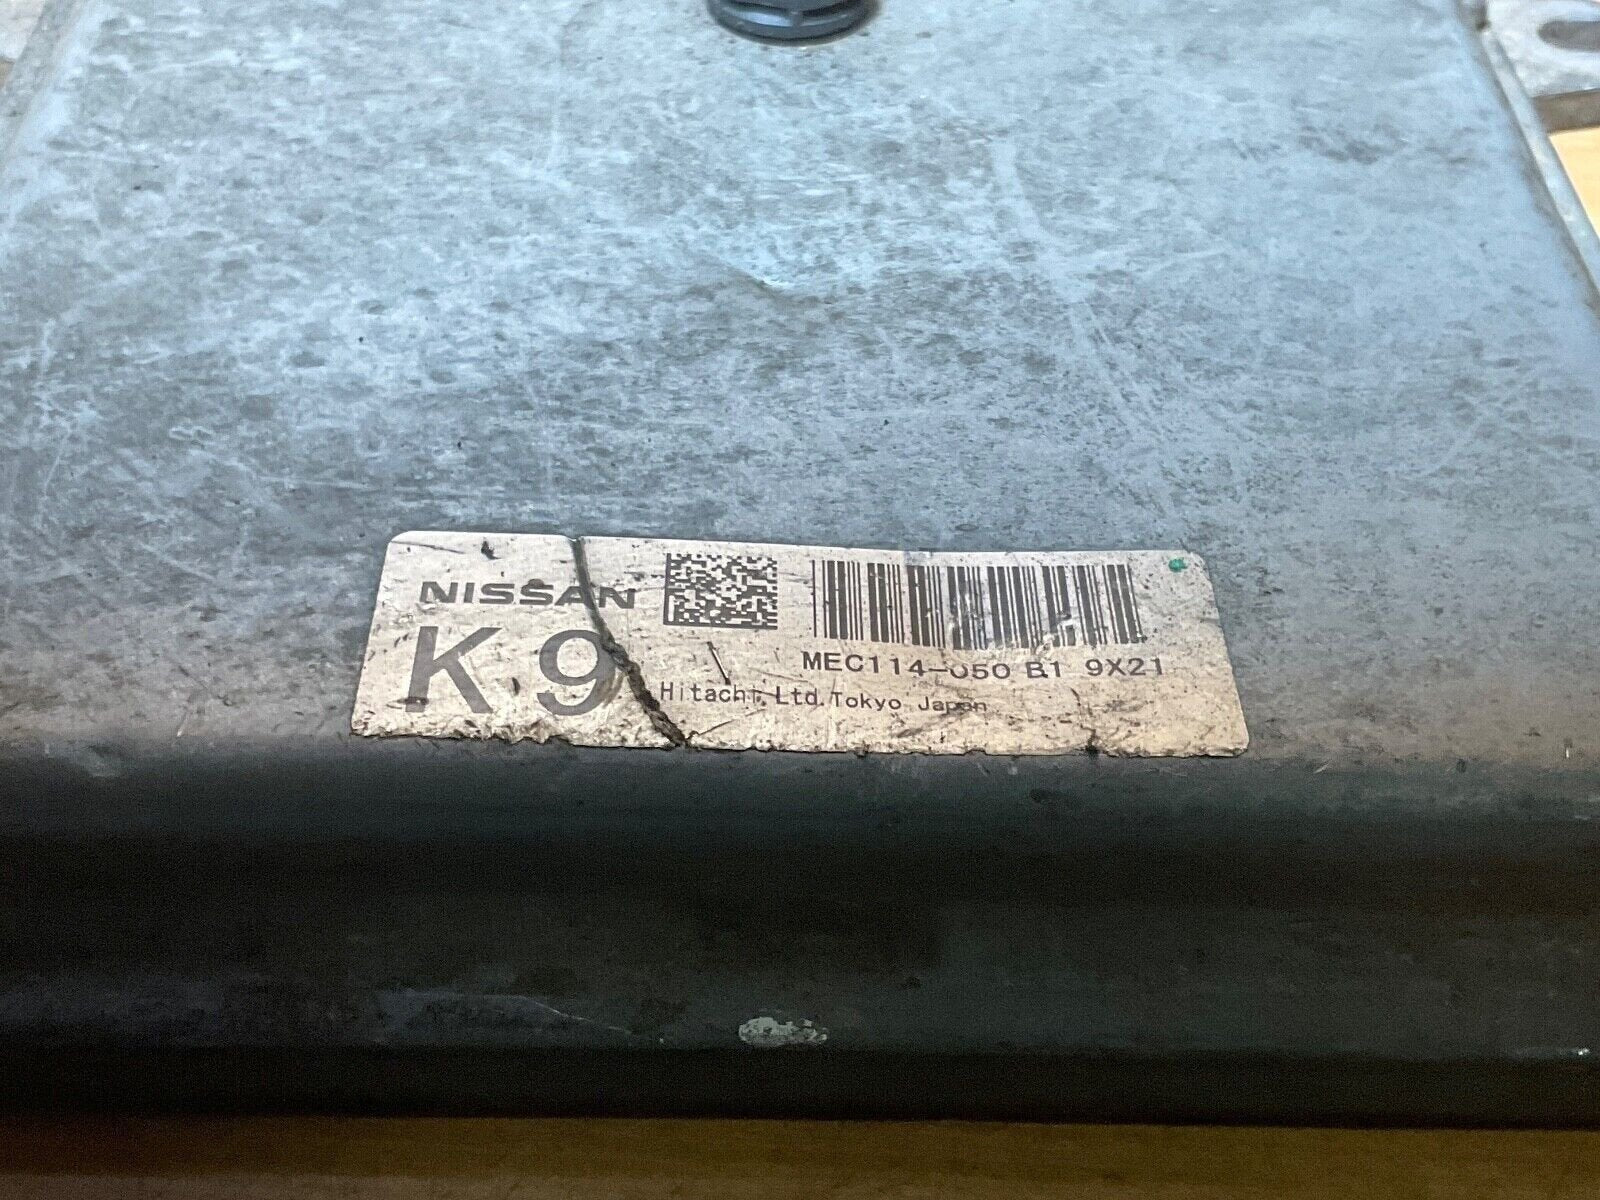 NISSAN
K9
MEC114-050 B1 9X21
Hitachi,Ltd.Tokyo Japan